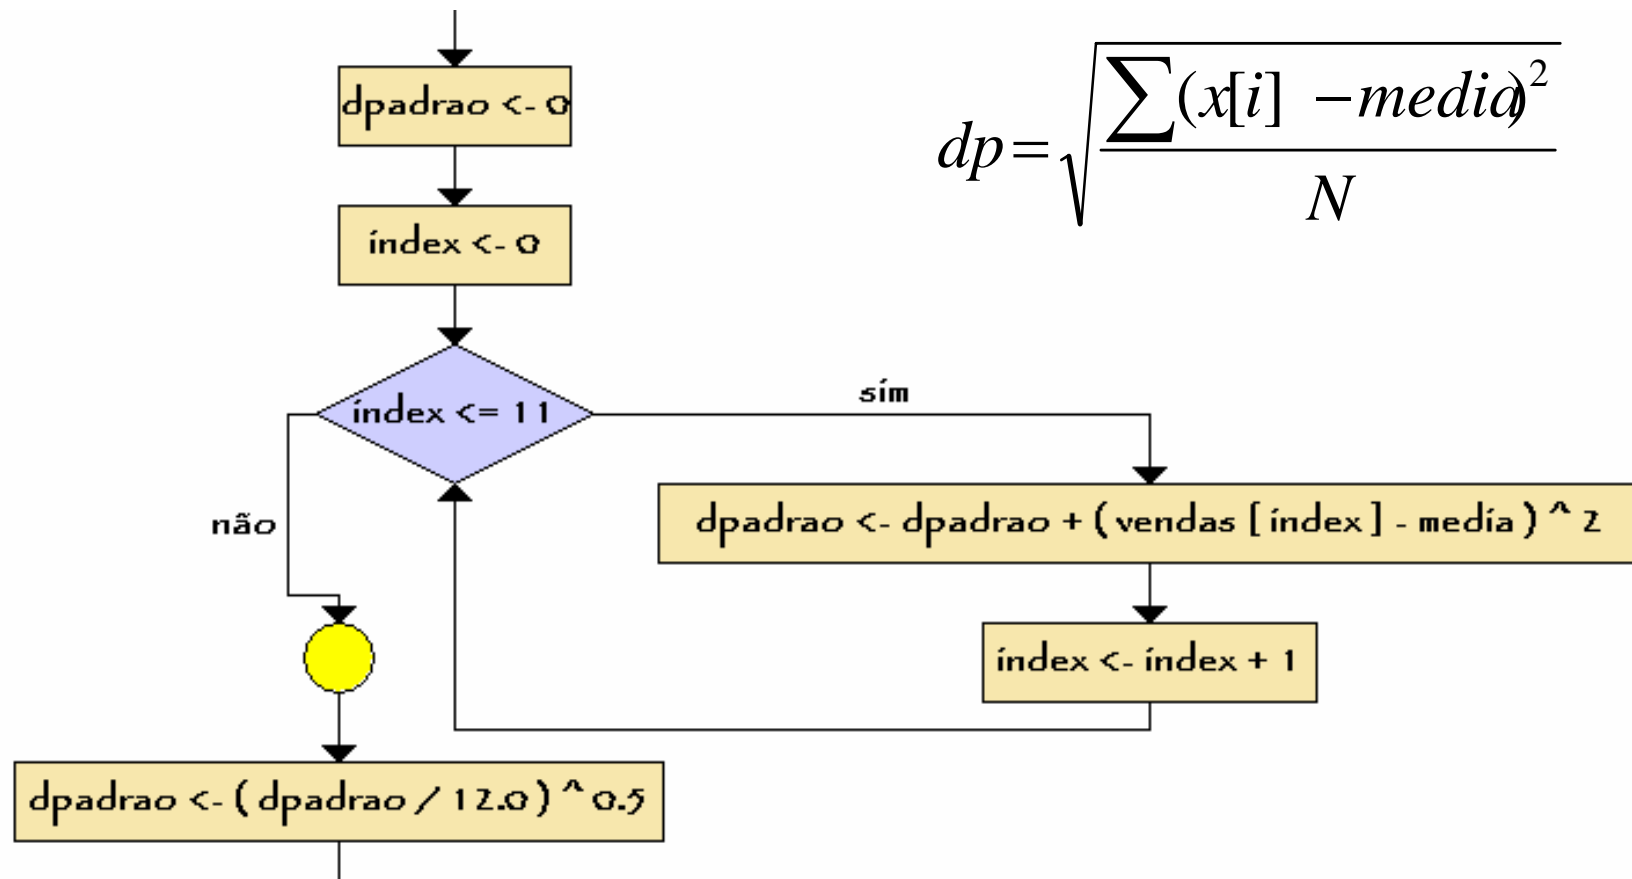 dpadrao <- 0
dp = √(∑(x[i] - media)² / N)
index <- 0
index <= 11
sim
não
dpadrao <- dpadrao + ( vendas [ index ] - media ) ^ 2
index <- index + 1
dpadrao <- ( dpadrao / 12.0 ) ^ 0.5